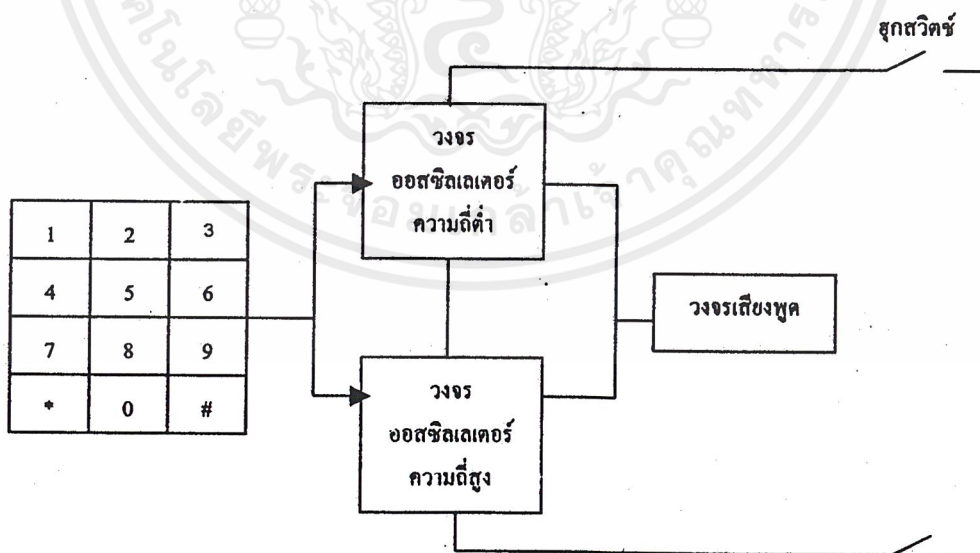 ฮุกสวิตช์
วงจร
ออสซิลเลเตอร์
ความถี่ต่ำ
1 2 3
4 5 6
7 8 9
* 0 #
วงจรเสียงพูด
วงจร
ออสซิลเลเตอร์
ความถี่สูง